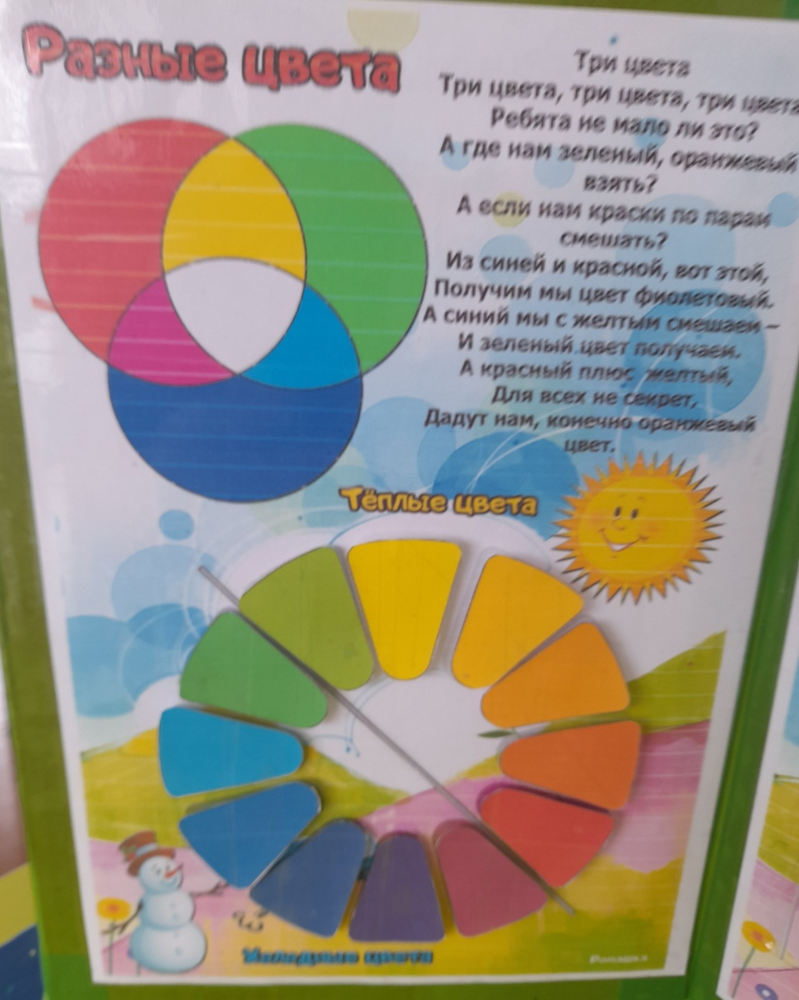 Разные цвета
Три цвета
Три цвета, три цвета, три цвета
Ребята не мало ли это?
А где нам зеленый, оранжевый
взять?
А если нам краски по парам
смешать?
Из синей и красной, вот этой,
Получим мы цвет фиолетовый.
А синий мы с желтым смешаем –
И зеленый цвет получаем.
А красный плюс желтый,
Для всех не секрет,
Дадут нам, конечно оранжевый
цвет.
Тёплые цвета
Холодные цвета